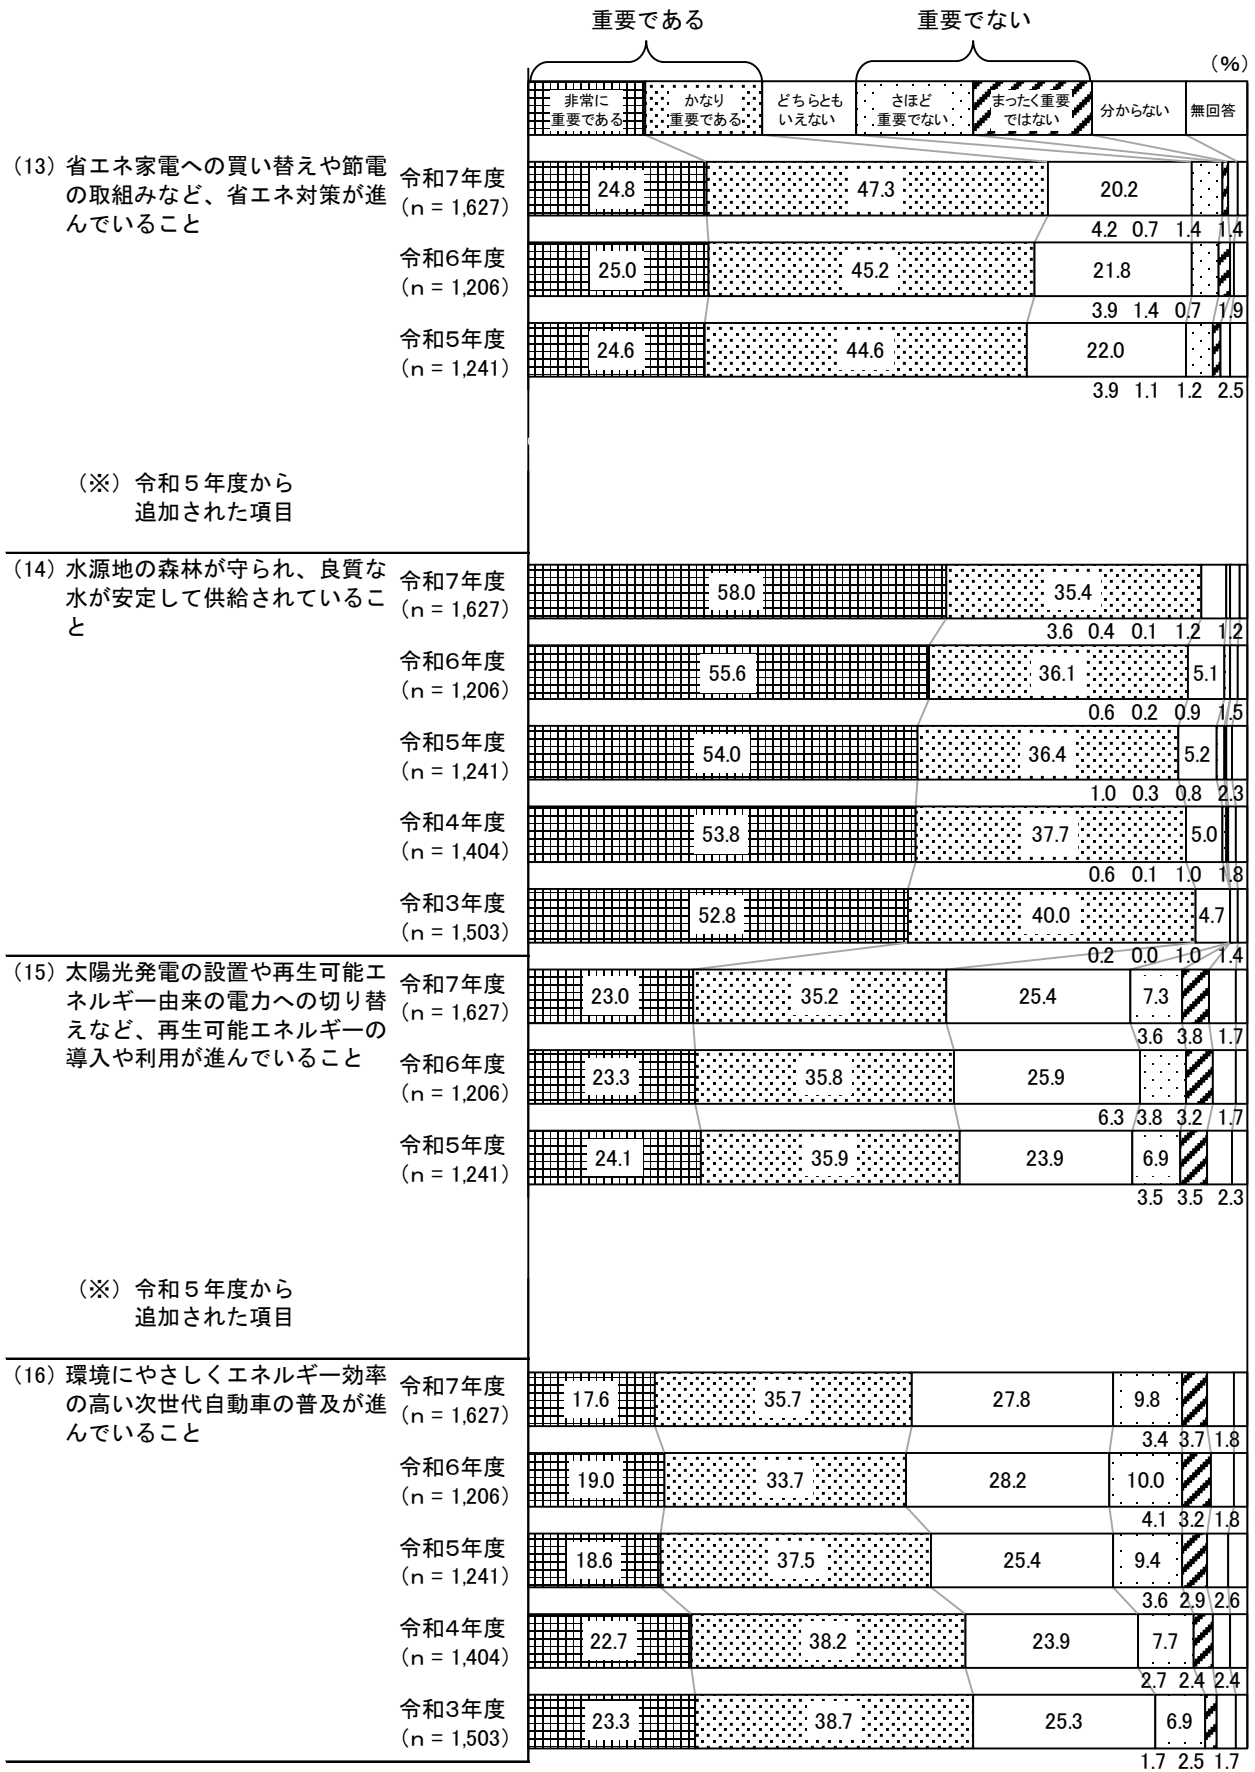 重要である　重要でない
(%)
非常に
重要である
かなり
重要である
どちらとも
いえない
さほど
重要でない
まったく重要
ではない
分からない
無回答
(13) 省エネ家電への買い替えや節電
の取組みなど、省エネ対策が進
んでいること
令和7年度
(n = 1,627)
24.8 47.3 20.2
4.2 0.7 1.4 1.4
令和6年度
(n = 1,206)
25.0 45.2 21.8
3.9 1.4 0.7 1.9
令和5年度
(n = 1,241)
24.6 44.6 22.0
3.9 1.1 1.2 2.5
(※) 令和５年度から
追加された項目
(14) 水源地の森林が守られ、良質な
水が安定して供給されているこ
と
令和7年度
(n = 1,627)
58.0 35.4
3.6 0.4 0.1 1.2 1.2
令和6年度
(n = 1,206)
55.6 36.1 5.1
0.6 0.2 0.9 1.5
令和5年度
(n = 1,241)
54.0 36.4 5.2
1.0 0.3 0.8 2.3
令和4年度
(n = 1,404)
53.8 37.7 5.0
0.6 0.1 1.0 1.8
令和3年度
(n = 1,503)
52.8 40.0 4.7
0.2 0.0 1.0 1.4
(15) 太陽光発電の設置や再生可能エ
ネルギー由来の電力への切り替
えなど、再生可能エネルギーの
導入や利用が進んでいること
令和7年度
(n = 1,627)
23.0 35.2 25.4 7.3
3.6 3.8 1.7
令和6年度
(n = 1,206)
23.3 35.8 25.9
6.3 3.8 3.2 1.7
令和5年度
(n = 1,241)
24.1 35.9 23.9 6.9
3.5 3.5 2.3
(※) 令和５年度から
追加された項目
(16) 環境にやさしくエネルギー効率
の高い次世代自動車の普及が進
んでいること
令和7年度
(n = 1,627)
17.6 35.7 27.8 9.8
3.4 3.7 1.8
令和6年度
(n = 1,206)
19.0 33.7 28.2 10.0
4.1 3.2 1.8
令和5年度
(n = 1,241)
18.6 37.5 25.4 9.4
3.6 2.9 2.6
令和4年度
(n = 1,404)
22.7 38.2 23.9 7.7
2.7 2.4 2.4
令和3年度
(n = 1,503)
23.3 38.7 25.3 6.9
1.7 2.5 1.7